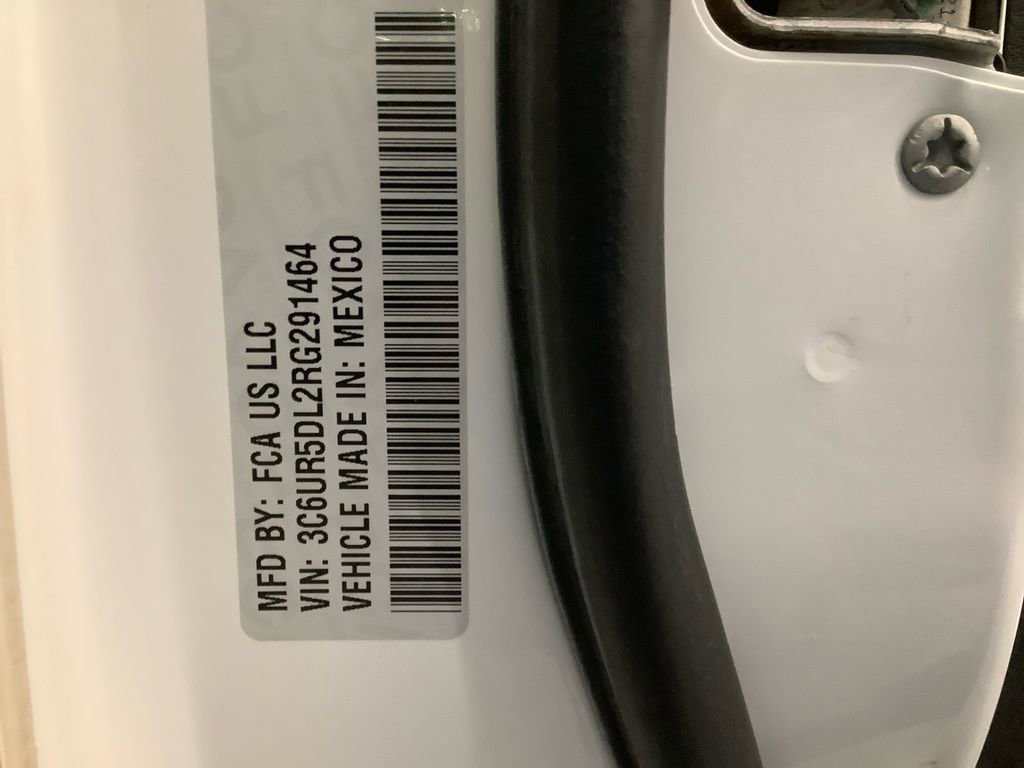 MFD BY: FCA US LLC
VIN: 3C6UR5DL2RG291464
VEHICLE MADE IN: MEXICO